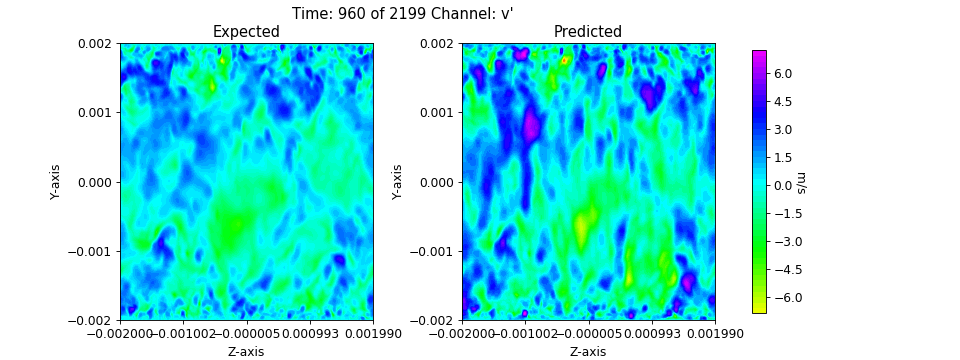 Time: 960 of 2199 Channel: v'
Expected
Predicted
0.002
0.001
0.000
−0.001
−0.002
Y-axis
−0.002000 −0.001002 −0.000005 0.000993 0.001990
Z-axis
0.002
0.001
0.000
−0.001
−0.002
Y-axis
−0.002000 −0.001002 −0.000005 0.000993 0.001990
Z-axis
6.0
4.5
3.0
1.5
0.0
−1.5
−3.0
−4.5
−6.0
m/s